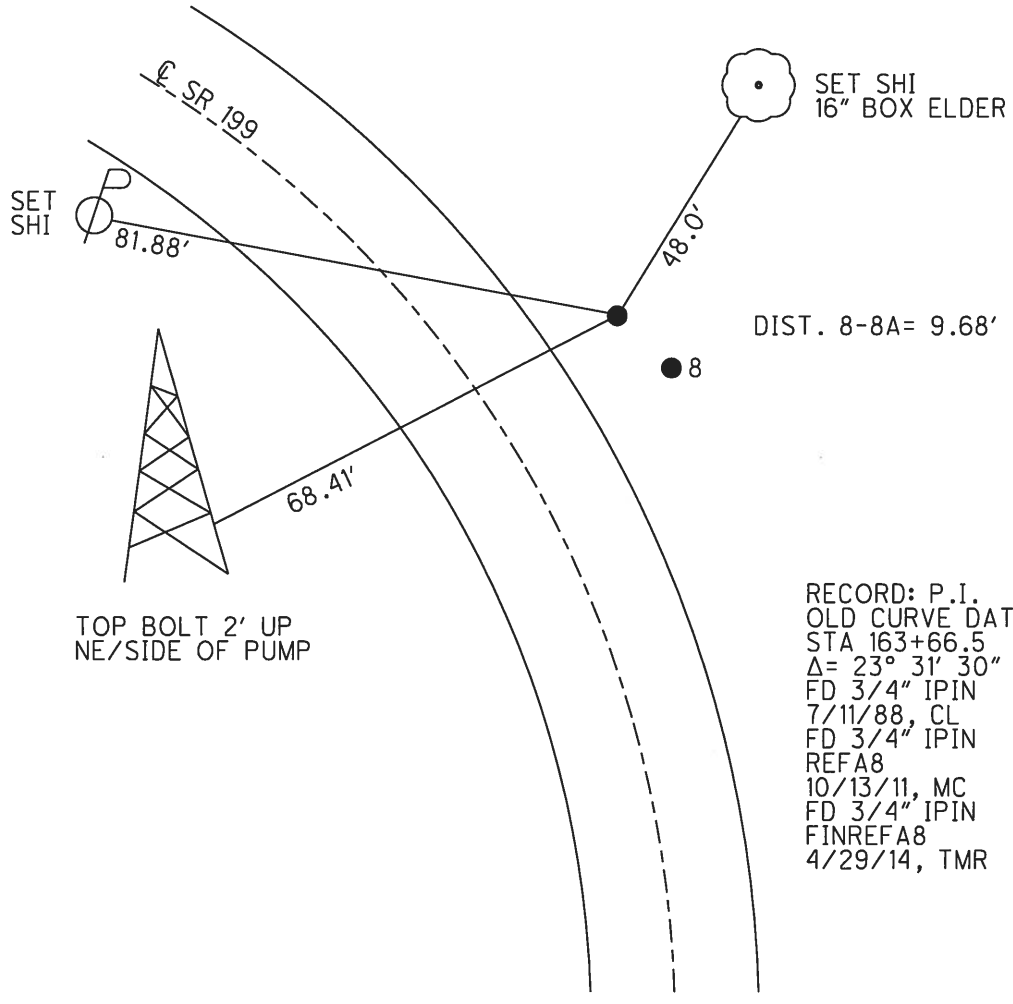 ℄ SR 199
SET SHI
16" BOX ELDER
SET
SHI
81.88'
48.0'
DIST. 8-8A= 9.68'
8
68.41'
TOP BOLT 2' UP
NE/SIDE OF PUMP
RECORD: P.I.
OLD CURVE DAT
STA 163+66.5
Δ= 23° 31' 30"
FD 3/4" IPIN
7/11/88, CL
FD 3/4" IPIN
REFA8
10/13/11, MC
FD 3/4" IPIN
FINREFA8
4/29/14, TMR